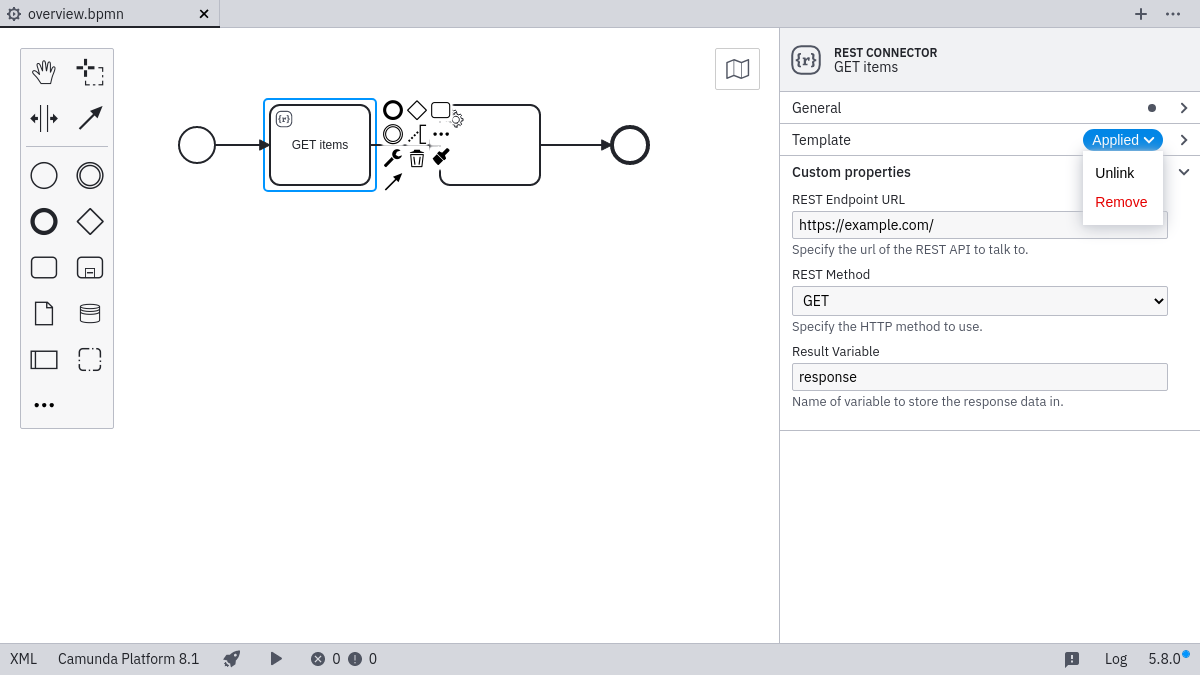 overview.bpmn
REST CONNECTOR
GET items
General
Template
Applied
Unlink
Remove
Custom properties
REST Endpoint URL
https://example.com/
Specify the url of the REST API to talk to.
REST Method
GET
Specify the HTTP method to use.
Result Variable
response
Name of variable to store the response data in.
{r}
GET items
XML
Camunda Platform 8.1
0
0
Log
5.8.0